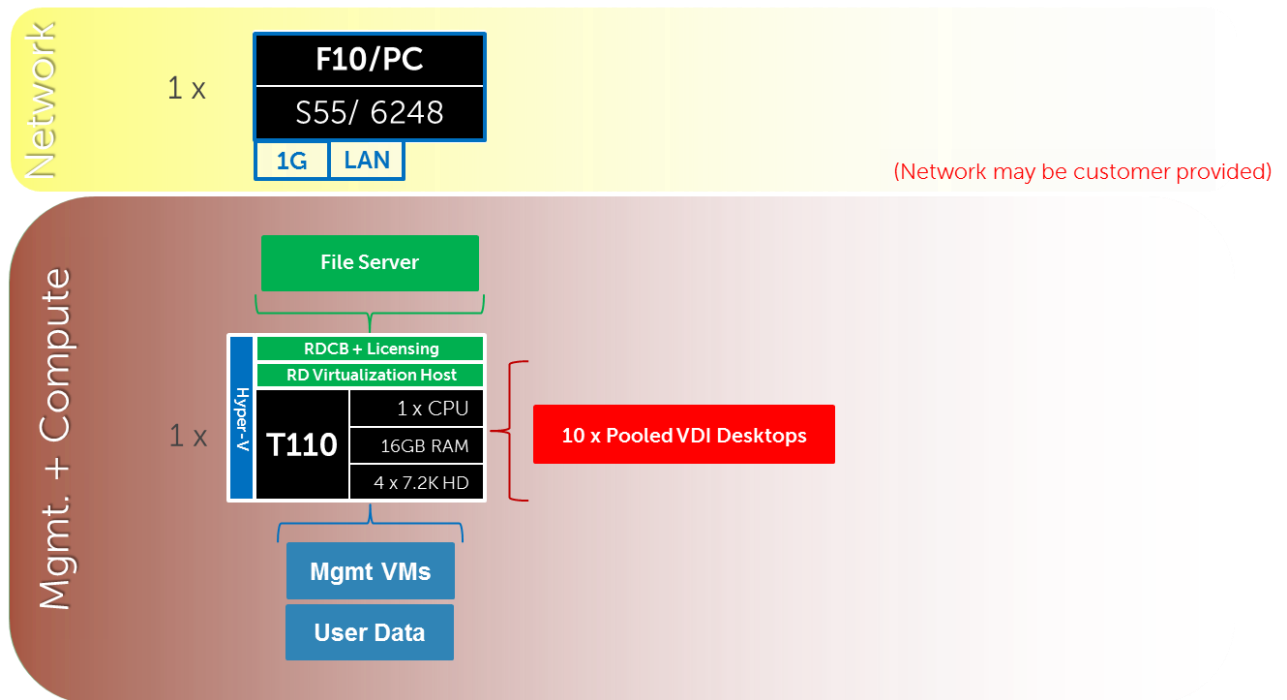 Network
1 x
F10/PC
S55/ 6248
1G
LAN
(Network may be customer provided)
Mgmt. + Compute
File Server
RDCB + Licensing
RD Virtualization Host
Hyper-V
1 x
T110
1 x CPU
16GB RAM
4 x 7.2K HD
10 x Pooled VDI Desktops
Mgmt VMs
User Data